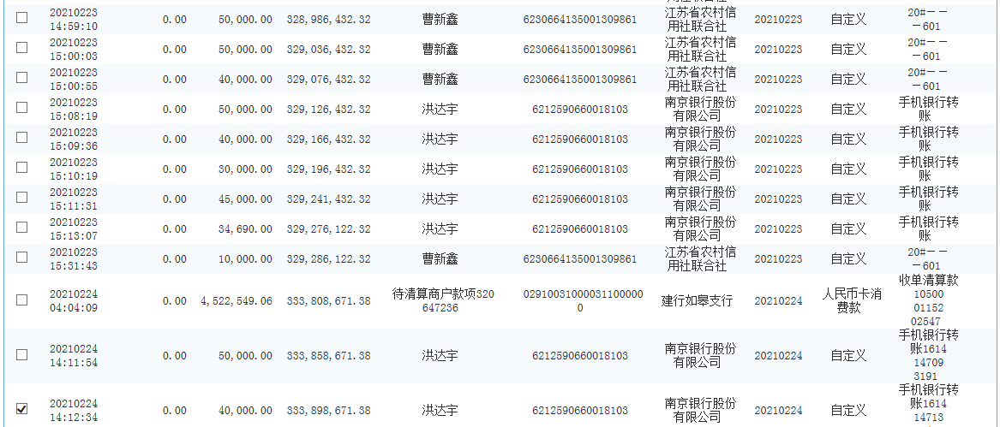 20210223
14:59:10
0.00
50,000.00
328,986,432.32
曹新鑫
6230664135001309861
江苏省农村信
用社联合社
20210223
自定义
20#－－
－601
20210223
15:00:03
0.00
50,000.00
329,036,432.32
曹新鑫
6230664135001309861
江苏省农村信
用社联合社
20210223
自定义
20#－－
－601
20210223
15:00:55
0.00
40,000.00
329,076,432.32
曹新鑫
6230664135001309861
江苏省农村信
用社联合社
20210223
自定义
20#－－
－601
20210223
15:08:19
0.00
50,000.00
329,126,432.32
洪达宇
6212590660018103
南京银行股份
有限公司
20210223
自定义
手机银行转
账
20210223
15:09:36
0.00
40,000.00
329,166,432.32
洪达宇
6212590660018103
南京银行股份
有限公司
20210223
自定义
手机银行转
账
20210223
15:10:19
0.00
30,000.00
329,196,432.32
洪达宇
6212590660018103
南京银行股份
有限公司
20210223
自定义
手机银行转
账
20210223
15:11:31
0.00
45,000.00
329,241,432.32
洪达宇
6212590660018103
南京银行股份
有限公司
20210223
自定义
手机银行转
账
20210223
15:13:07
0.00
34,690.00
329,276,122.32
洪达宇
6212590660018103
南京银行股份
有限公司
20210223
自定义
手机银行转
账
20210223
15:31:43
0.00
10,000.00
329,286,122.32
曹新鑫
6230664135001309861
江苏省农村信
用社联合社
20210223
自定义
20#－－
－601
20210224
04:04:09
0.00
4,522,549.06
333,808,671.38
待清算商户款项320
647236
02910031000031100000
0
建行如皋支行
20210224
人民币卡消
费款
收单清算款
10500
01152
02547
20210224
14:11:54
0.00
50,000.00
333,858,671.38
洪达宇
6212590660018103
南京银行股份
有限公司
20210224
自定义
手机银行转
账1614
14709
3191
20210224
14:12:34
0.00
40,000.00
333,898,671.38
洪达宇
6212590660018103
南京银行股份
有限公司
20210224
自定义
手机银行转
账1614
14713